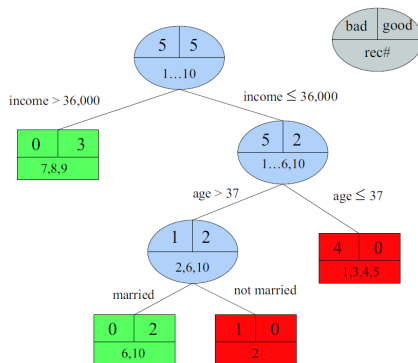 bad good
rec#
5 5
1...10
income > 36,000
income ≤ 36,000
0 3
7,8,9
5 2
1...6,10
age > 37
age ≤ 37
1 2
2,6,10
4 0
1,3,4,5
married
not married
0 2
6,10
1 0
2